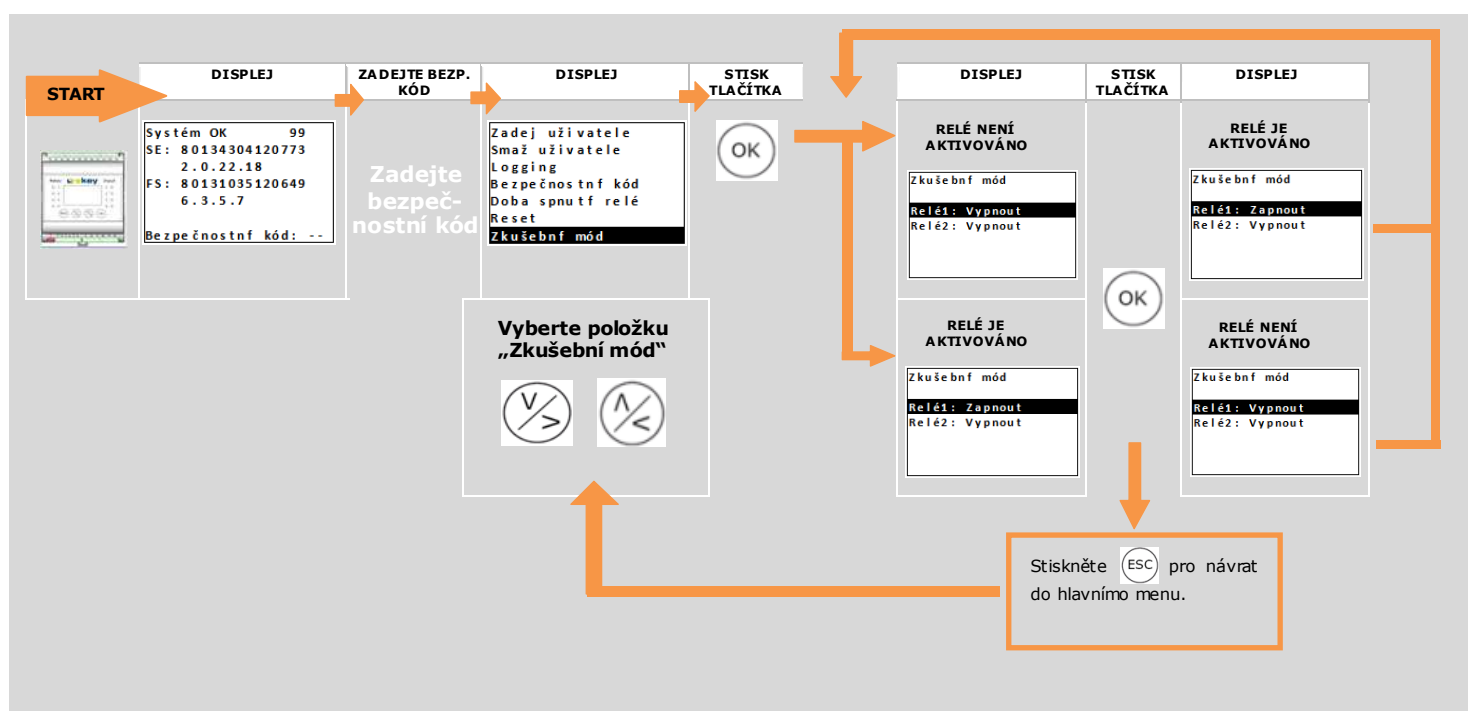 START
DISPLEJ
ZADEJTE BEZP.
KÓD
DISPLEJ
STISK
TLAČÍTKA
DISPLEJ
STISK
TLAČÍTKA
DISPLEJ
ekey
Systém OK 99
SE: 80134304120773
2.0.22.18
FS: 80131035120649
6.3.5.7
Bezpečnostnf kód: --
Zadejte
bezpeč-
nostní kód
Zadej uživatele
Smaž uživatele
Logging
Bezpečnostnf kód
Doba spnutf relé
Reset
Zkušebnf mód
OK
RELÉ NENÍ
AKTIVOVÁNO
Zkušebnf mód
Relé1: Vypnout
Relé2: Vypnout
RELÉ JE
AKTIVOVÁNO
Zkušebnf mód
Relé1: Zapnout
Relé2: Vypnout
OK
Vyberte položku
„Zkušební mód“
RELÉ JE
AKTIVOVÁNO
Zkušebnf mód
Relé1: Zapnout
Relé2: Vypnout
RELÉ NENÍ
AKTIVOVÁNO
Zkušebnf mód
Relé1: Vypnout
Relé2: Vypnout
Stiskněte ESC pro návrat
do hlavnímo menu.